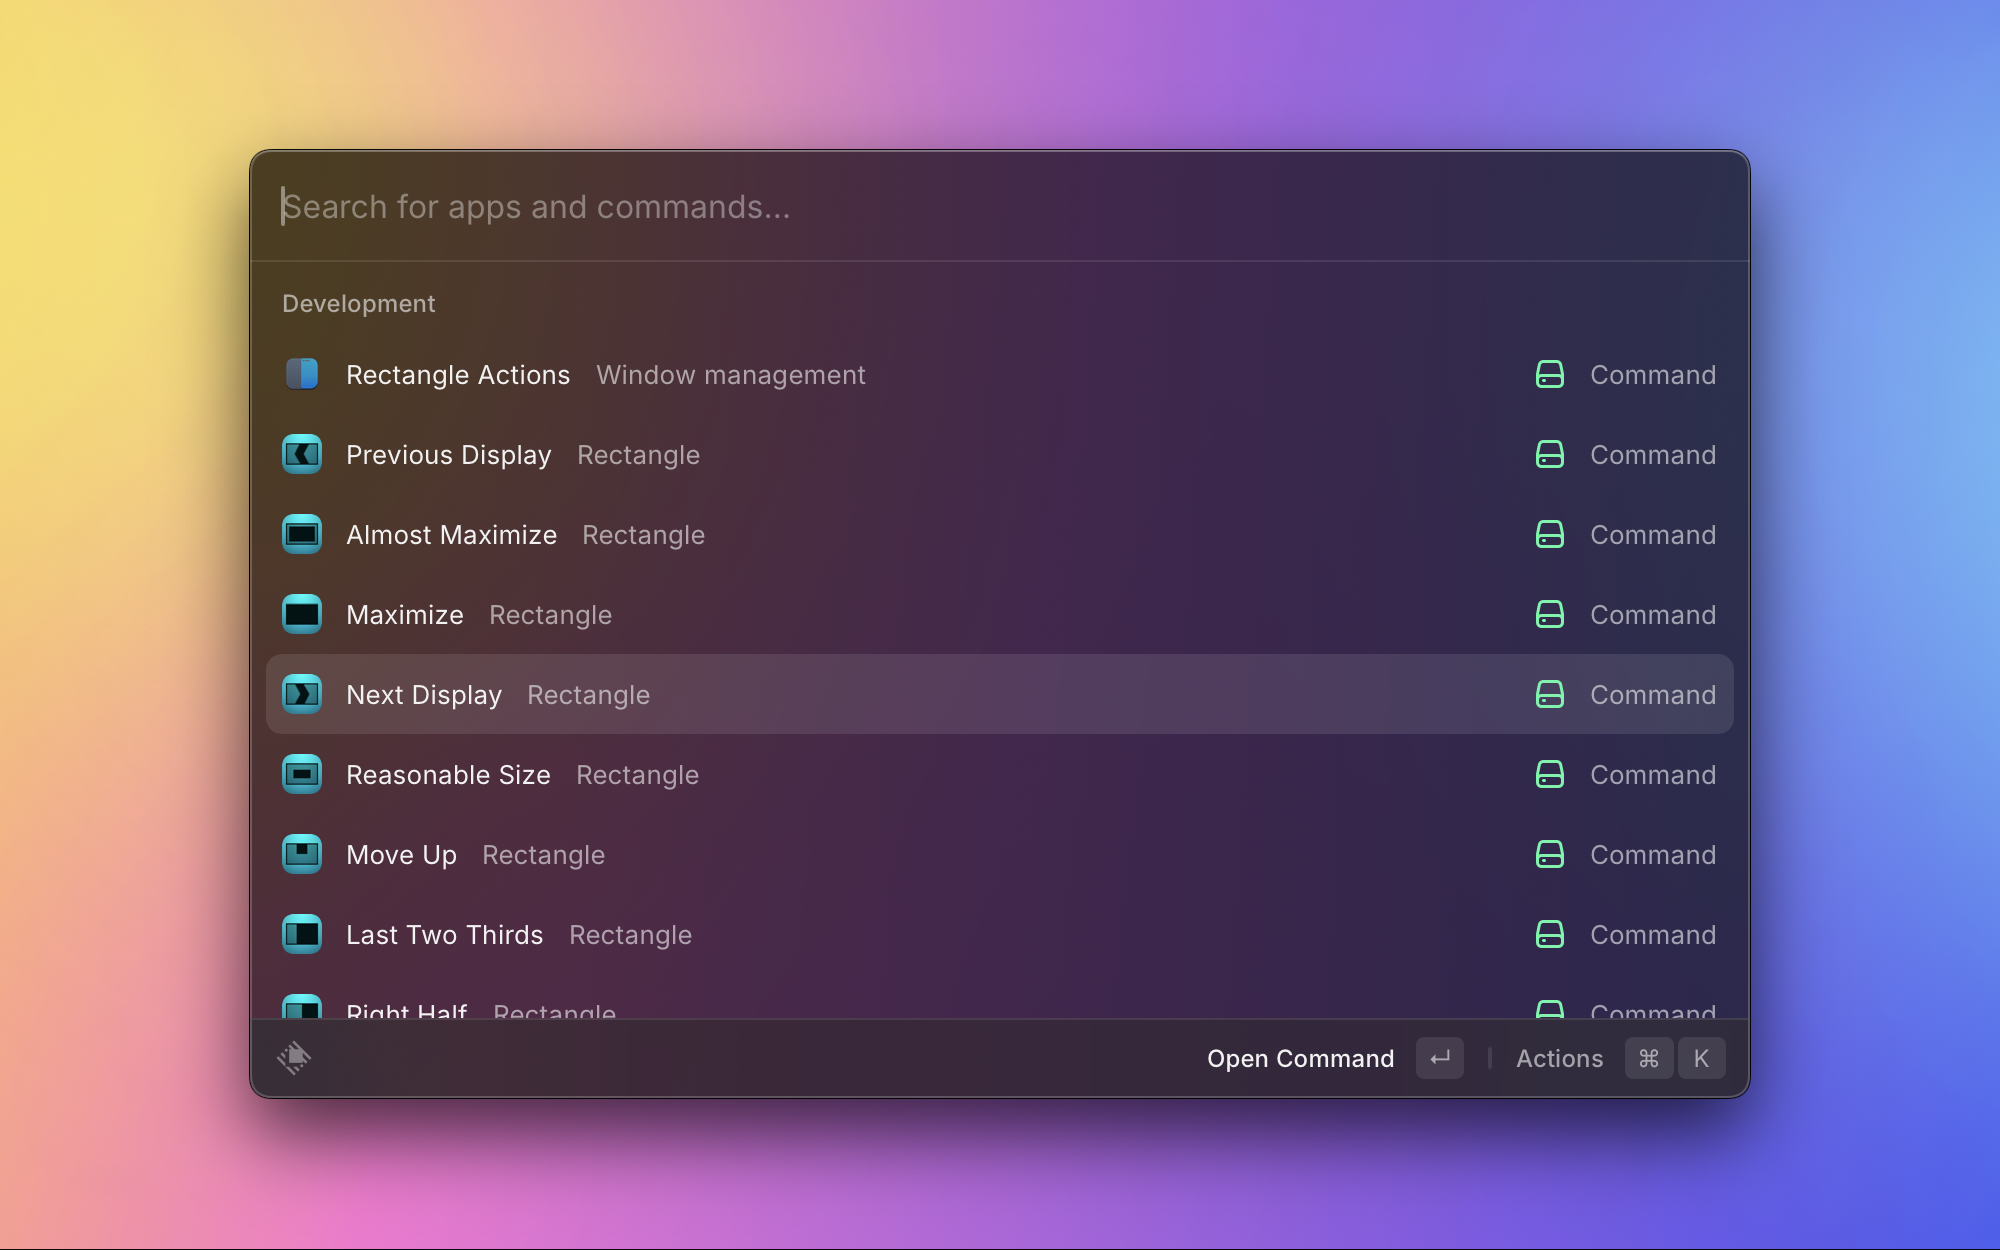 Search for apps and commands...
Development
Rectangle Actions Window management Command
Previous Display Rectangle Command
Almost Maximize Rectangle Command
Maximize Rectangle Command
Next Display Rectangle Command
Reasonable Size Rectangle Command
Move Up Rectangle Command
Last Two Thirds Rectangle Command
Right Half Rectangle Command
Open Command ↵ | Actions ⌘ K